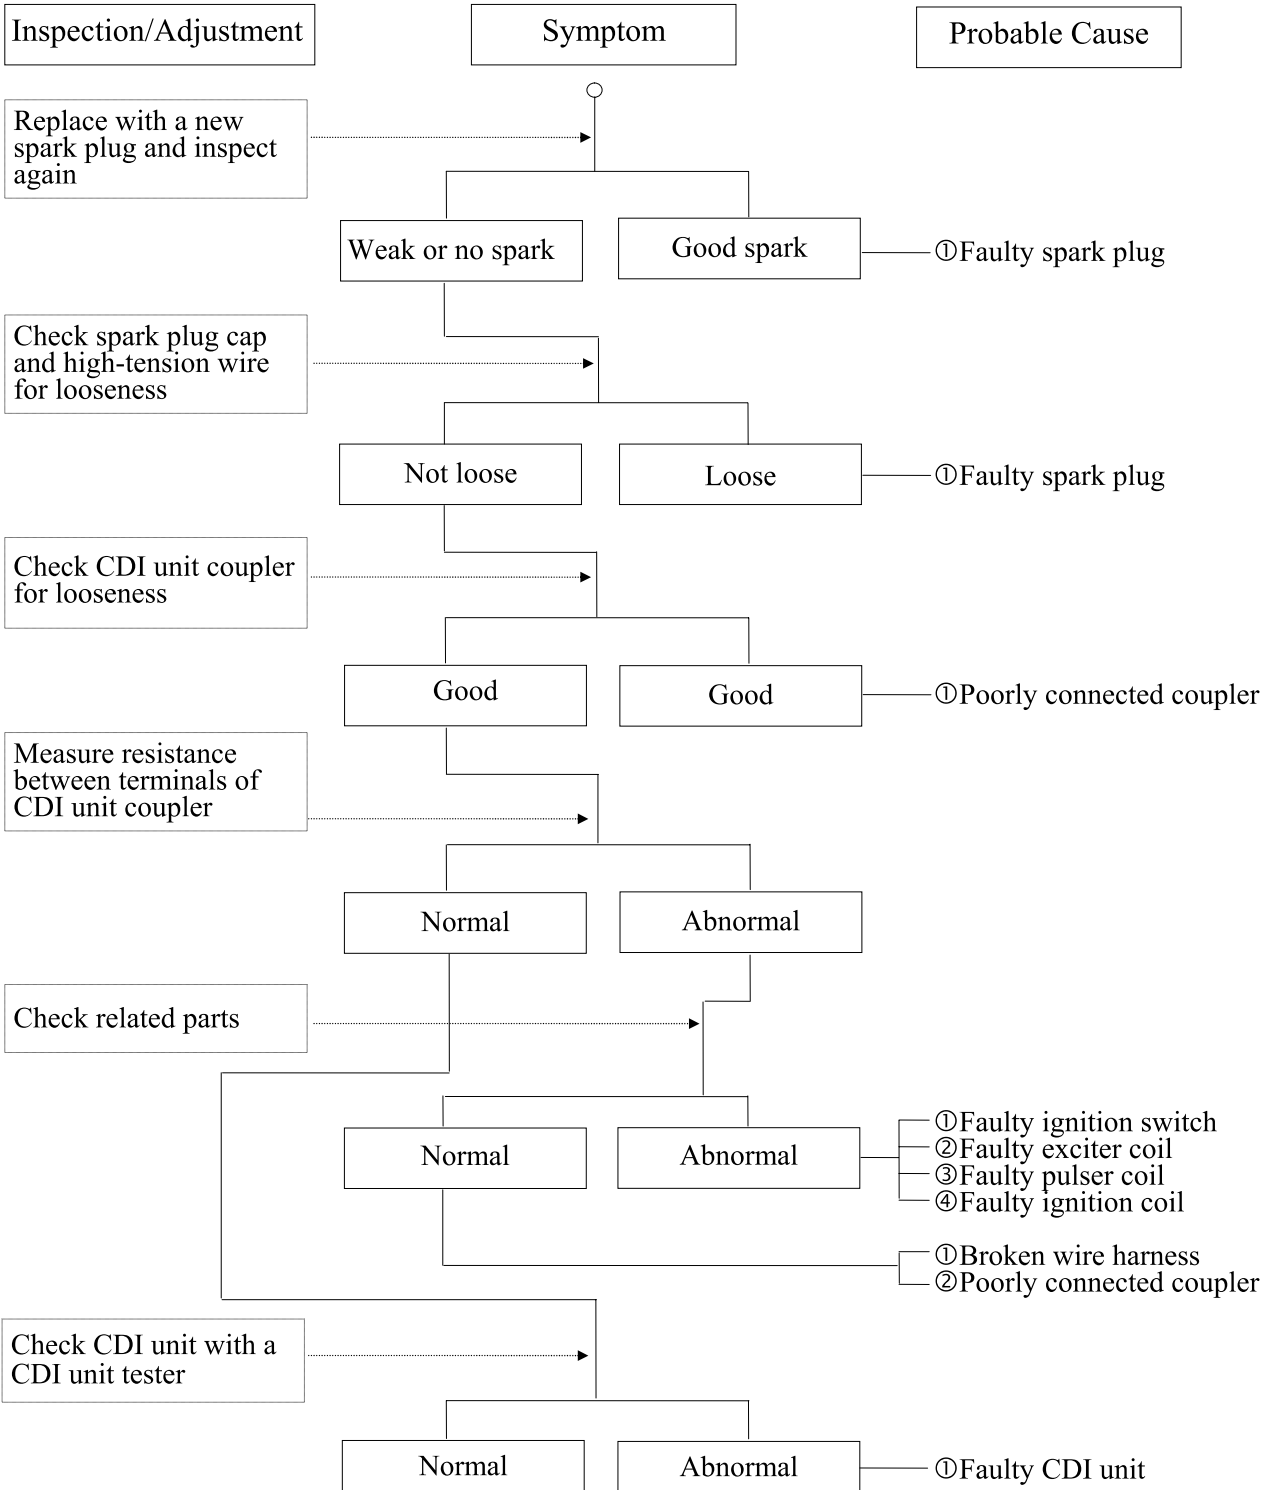 Inspection/Adjustment
Symptom
Probable Cause
Replace with a new
spark plug and inspect
again
Weak or no spark
Good spark
①Faulty spark plug
Check spark plug cap
and high-tension wire
for looseness
Not loose
Loose
①Faulty spark plug
Check CDI unit coupler
for looseness
Good
Good
①Poorly connected coupler
Measure resistance
between terminals of
CDI unit coupler
Normal
Abnormal
Check related parts
Normal
Abnormal
①Faulty ignition switch
②Faulty exciter coil
③Faulty pulser coil
④Faulty ignition coil
①Broken wire harness
②Poorly connected coupler
Check CDI unit with a
CDI unit tester
Normal
Abnormal
①Faulty CDI unit